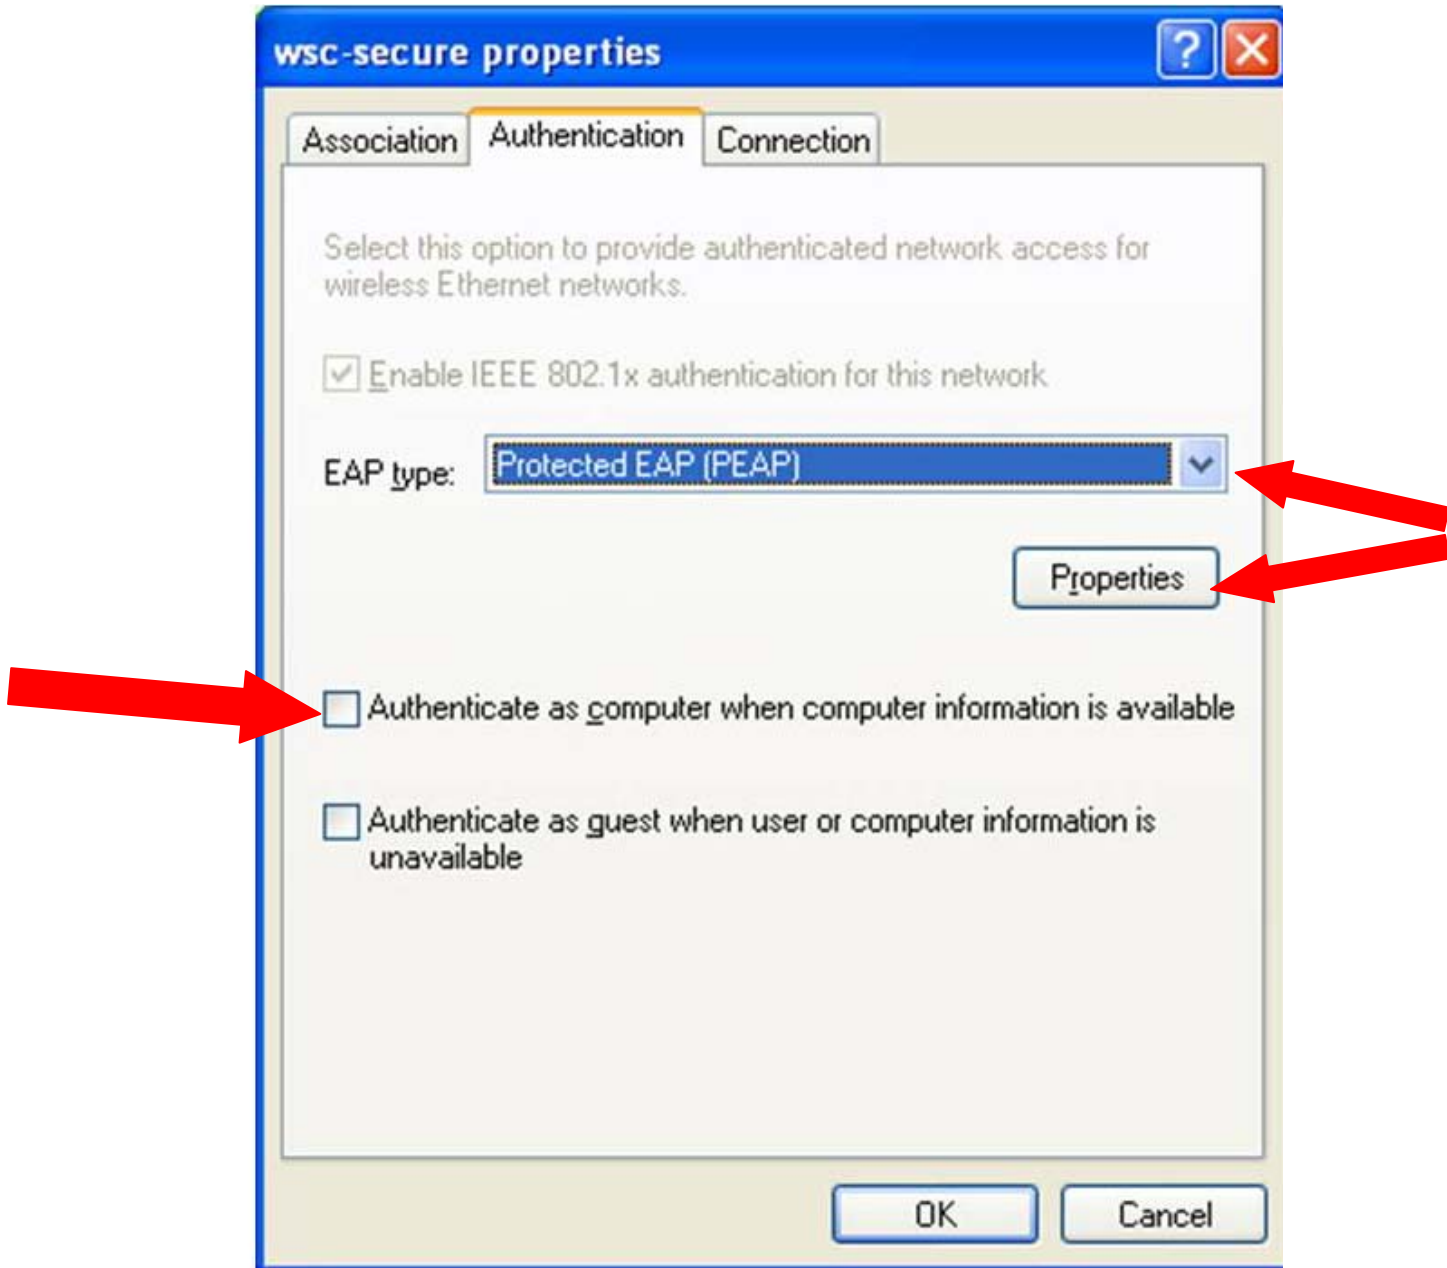 wsc-secure properties
?
Association Authentication Connection
Select this option to provide authenticated network access for
wireless Ethernet networks.
Enable IEEE 802.1x authentication for this network
EAP type: Protected EAP (PEAP)
Properties
Authenticate as computer when computer information is available
Authenticate as guest when user or computer information is
unavailable
OK Cancel